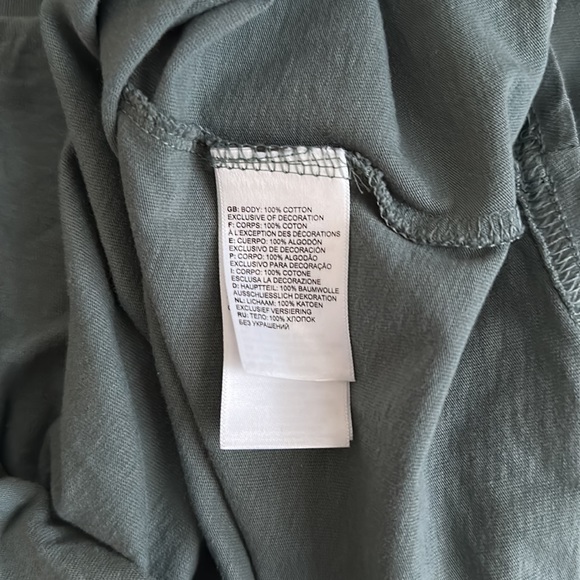 GB: BODY: 100% COTTON
EXCLUSIVE OF DECORATION
F: CORPS: 100% COTON
À L'EXCEPTION DES DÉCORATIONS
E: CUERPO: 100% ALGODÓN
EXCLUSIVO DE DECORACIÓN
P: CORPO: 100% ALGODÃO
EXCLUSIVO PARA DECORAÇÃO
I: CORPO: 100% COTONE
ESCLUSA LA DECORAZIONE
D: HAUPTTEIL: 100% BAUMWOLLE
AUSSCHLIESSLICH DEKORATION
NL: LICHAAM: 100% KATOEN
EXCLUSIEF VERSIERING
RU: ТЕЛО: 100% ХЛОПОК
БЕЗ УКРАШЕНИЙ